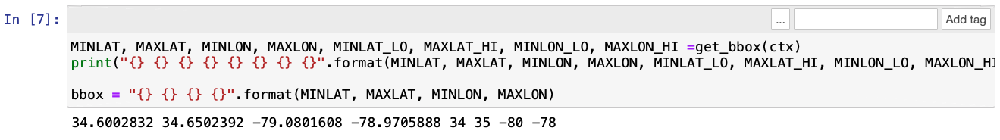 ... Add tag
In [7]:
MINLAT, MAXLAT, MINLON, MAXLON, MINLAT_LO, MAXLAT_HI, MINLON_LO, MAXLON_HI =get_bbox(ctx)
print("{} {} {} {} {} {} {} {}".format(MINLAT, MAXLAT, MINLON, MAXLON, MINLAT_LO, MAXLAT_HI, MINLON_LO, MAXLON_HI
bbox = "{} {} {} {}".format(MINLAT, MAXLAT, MINLON, MAXLON)
34.6002832 34.6502392 -79.0801608 -78.9705888 34 35 -80 -78